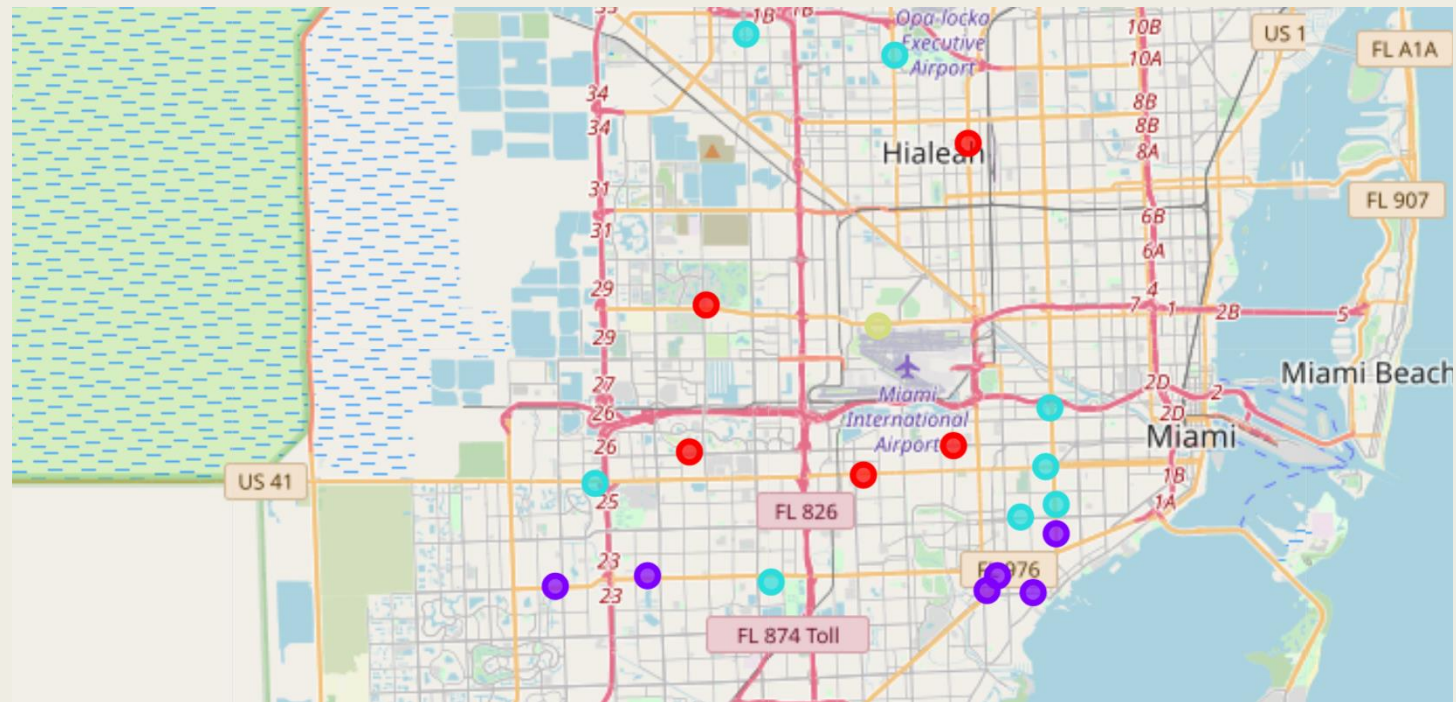 33
1B
Opa-locka
Executive
Airport
10B
10A
US 1
FL A1A
34
34
8B
8B
8A
Hialeah
31
31
FL 907
6B
6A
29
29
7
4
1
2B
5
Miami
International
Airport
27
26
26
2D
2D
2
Miami Beach
Miami
US 41
25
1B
1A
FL 826
23
23
FL 976
FL 874 Toll